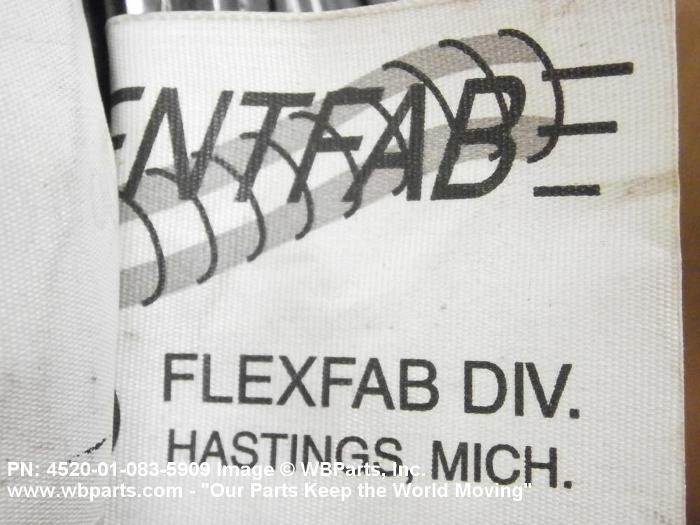 ENTFAB
FLEXFAB DIV.
HASTINGS, MICH.
PN: 4520-01-083-5909 Image © WBParts, Inc.
www.wbparts.com - "Our Parts Keep the World Moving"